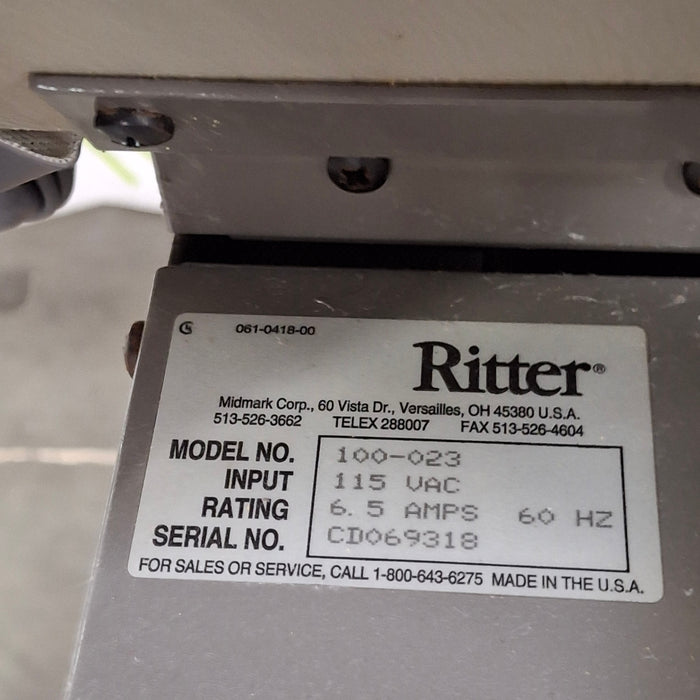 061-0418-00
Ritter®
Midmark Corp., 60 Vista Dr., Versailles, OH 45380 U.S.A.
513-526-3662 TELEX 288007 FAX 513-526-4604
MODEL NO. 100-023
INPUT 115 VAC
RATING 6.5 AMPS 60 HZ
SERIAL NO. CD069318
FOR SALES OR SERVICE, CALL 1-800-643-6275 MADE IN THE U.S.A.